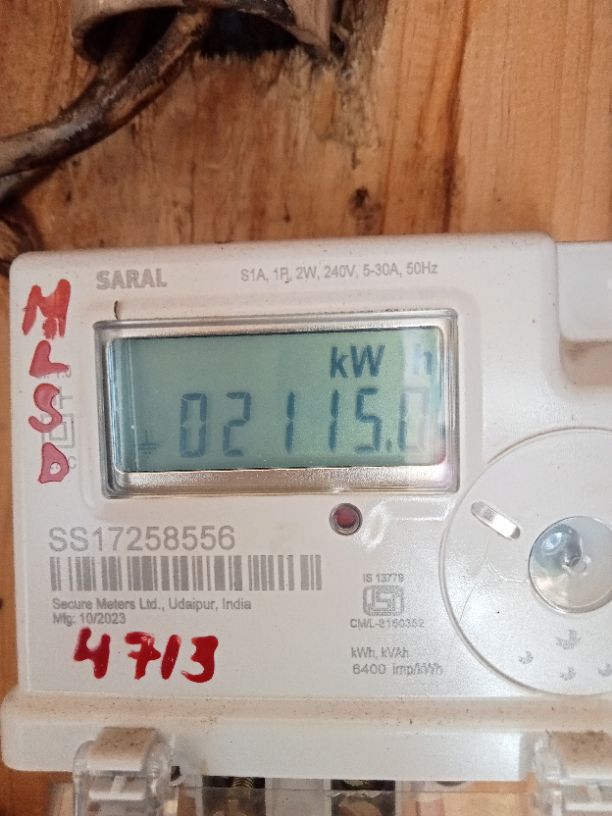 SARAL
S1A, 1P, 2W, 240V, 5-30A, 50Hz
MLSD
kW h
02115.0
SS17258556
Secure Meters Ltd., Udaipur, India
Mfg: 10/2023
4713
IS 13779
CM/L-8150352
kWh, kVAh
6400 imp/kWh